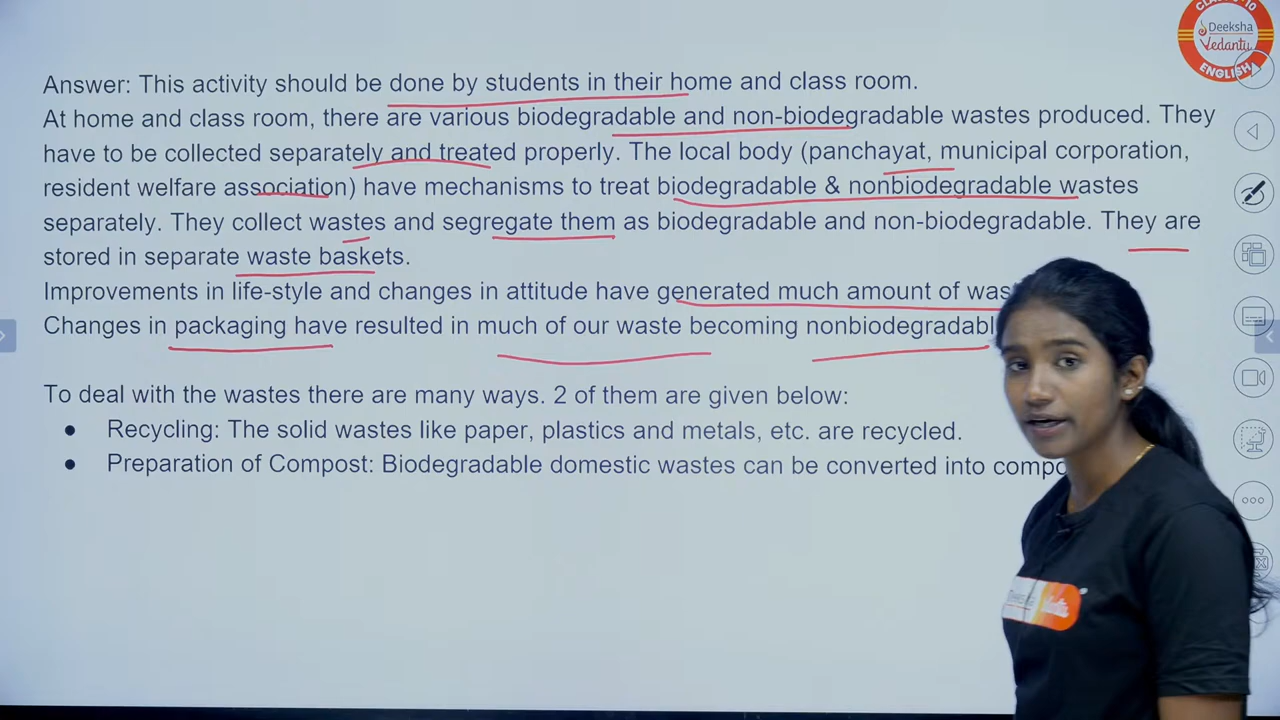 CLASS 9-10
Deeksha
Vedantu
ENGLISH
Answer: This activity should be done by students in their home and class room.
At home and class room, there are various biodegradable and non-biodegradable wastes produced. They
have to be collected separately and treated properly. The local body (panchayat, municipal corporation,
resident welfare association) have mechanisms to treat biodegradable & nonbiodegradable wastes
separately. They collect wastes and segregate them as biodegradable and non-biodegradable. They are
stored in separate waste baskets.
Improvements in life-style and changes in attitude have generated much amount of
Changes in packaging have resulted in much of our waste becoming
To deal with the wastes there are many ways. 2 of them are given below:
● Recycling: The solid wastes like paper, plastics and metals, etc. are recycled.
● Preparation of Compost: Biodegradable domestic wastes can be converted into